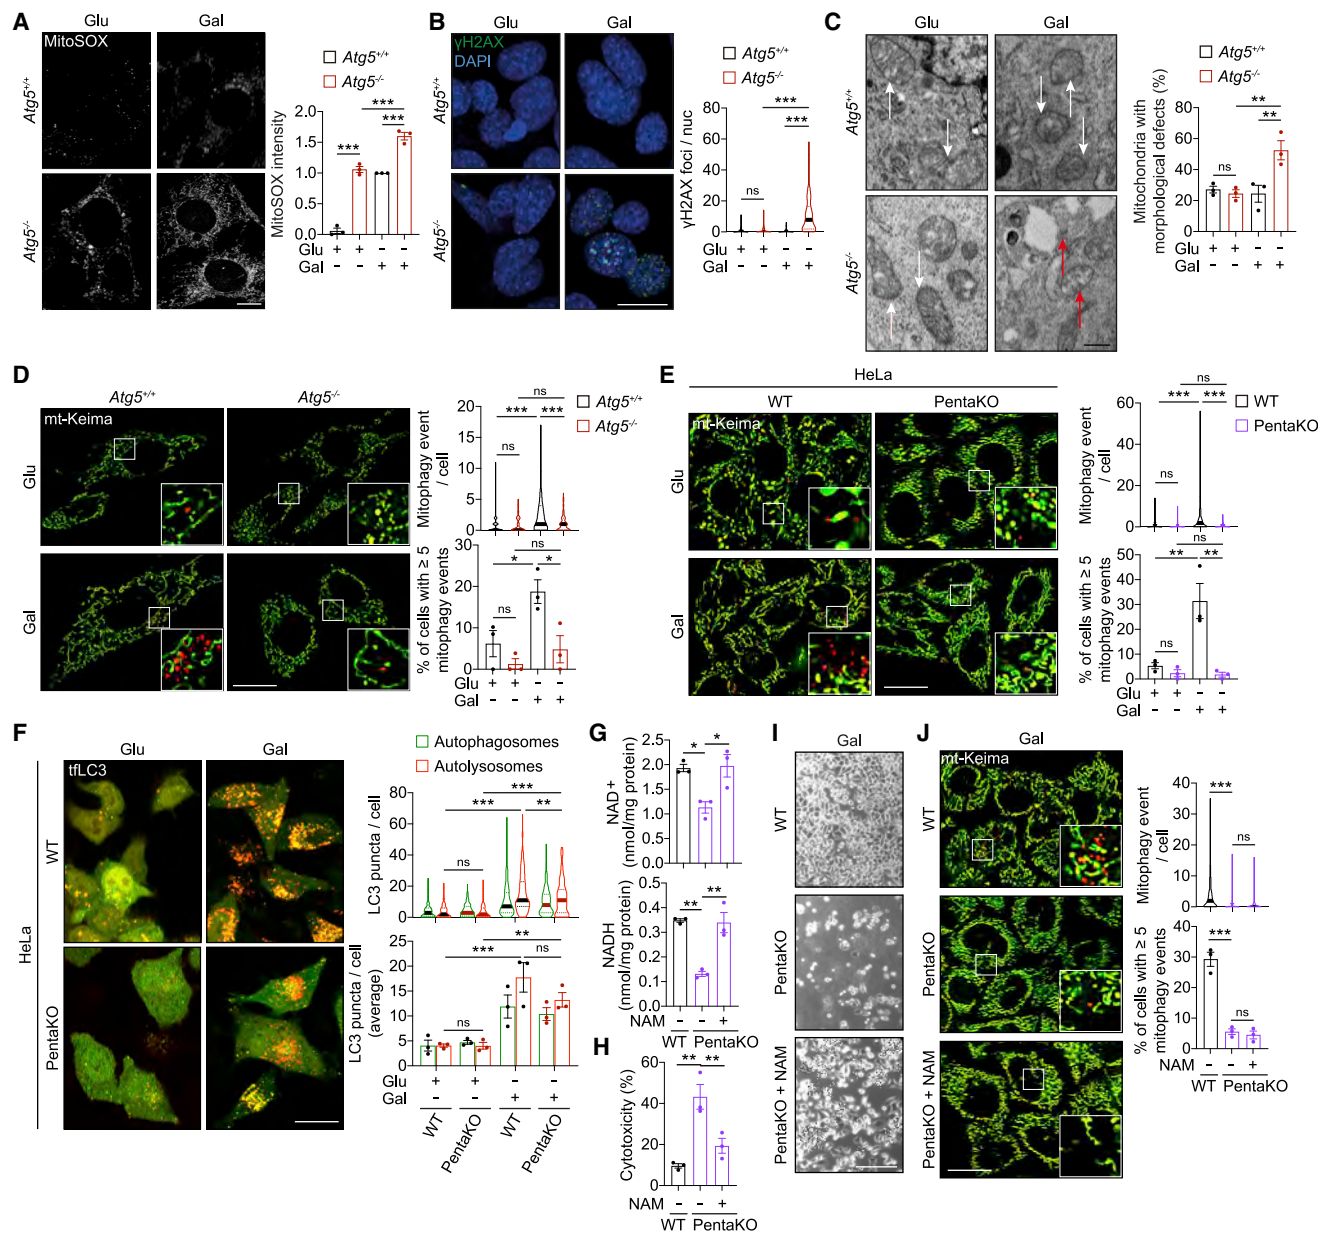 A
Glu
Gal
MitoSOX
Atg5+/+
Atg5-/-
Atg5+/+
Atg5-/-
MitoSOX intensity
2.0
1.5
1.0
0.5
0.0
***
***
***
Glu + + - -
Gal - - + +
B
Glu
Gal
γH2AX
DAPI
Atg5+/+
Atg5-/-
Atg5+/+
Atg5-/-
γH2AX foci / nuc
80
60
40
20
0
***
***
ns
Glu + + - -
Gal - - + +
C
Glu
Gal
Atg5+/+
Atg5-/-
Atg5+/+
Atg5-/-
Mitochondria with
morphological defects (%)
80
60
40
20
0
**
**
ns
Glu + + - -
Gal - - + +
D
Atg5+/+
Atg5-/-
mt-Keima
Glu
Gal
Atg5+/+
Atg5-/-
Mitophagy event
/ cell
20
15
10
5
0
ns
***
***
ns
% of cells with ≥ 5
mitophagy events
30
20
10
0
ns
*
*
ns
Glu + + - -
Gal - - + +
E
HeLa
WT
PentaKO
mt-Keima
Glu
Gal
WT
PentaKO
Mitophagy event
/ cell
60
40
20
0
ns
***
***
ns
% of cells with ≥ 5
mitophagy events
50
40
30
20
10
0
ns
**
**
ns
Glu + + - -
Gal - - + +
F
Glu
Gal
tfLC3
HeLa
WT
PentaKO
Autophagosomes
Autolysosomes
LC3 puncta / cell
80
60
40
20
0
***
***
**
ns
LC3 puncta / cell
(average)
25
20
15
10
5
0
**
***
ns
ns
Glu + + - -
Gal - - + +
WT
PentaKO
WT
PentaKO
G
NAD+
(nmol/mg protein)
2.5
2.0
1.5
1.0
0.5
0.0
*
*
NADH
(nmol/mg protein)
0.5
0.4
0.3
0.2
0.1
0.0
**
**
NAM - - +
WT PentaKO
H
Cytotoxicity (%)
60
40
20
0
** **
NAM - - +
WT PentaKO
I
Gal
WT
PentaKO
PentaKO + NAM
J
Gal
mt-Keima
WT
PentaKO
PentaKO + NAM
Mitophagy event
/ cell
80
60
40
20
0
***
ns
% of cells with ≥ 5
mitophagy events
40
30
20
10
0
***
ns
NAM - - +
WT PentaKO